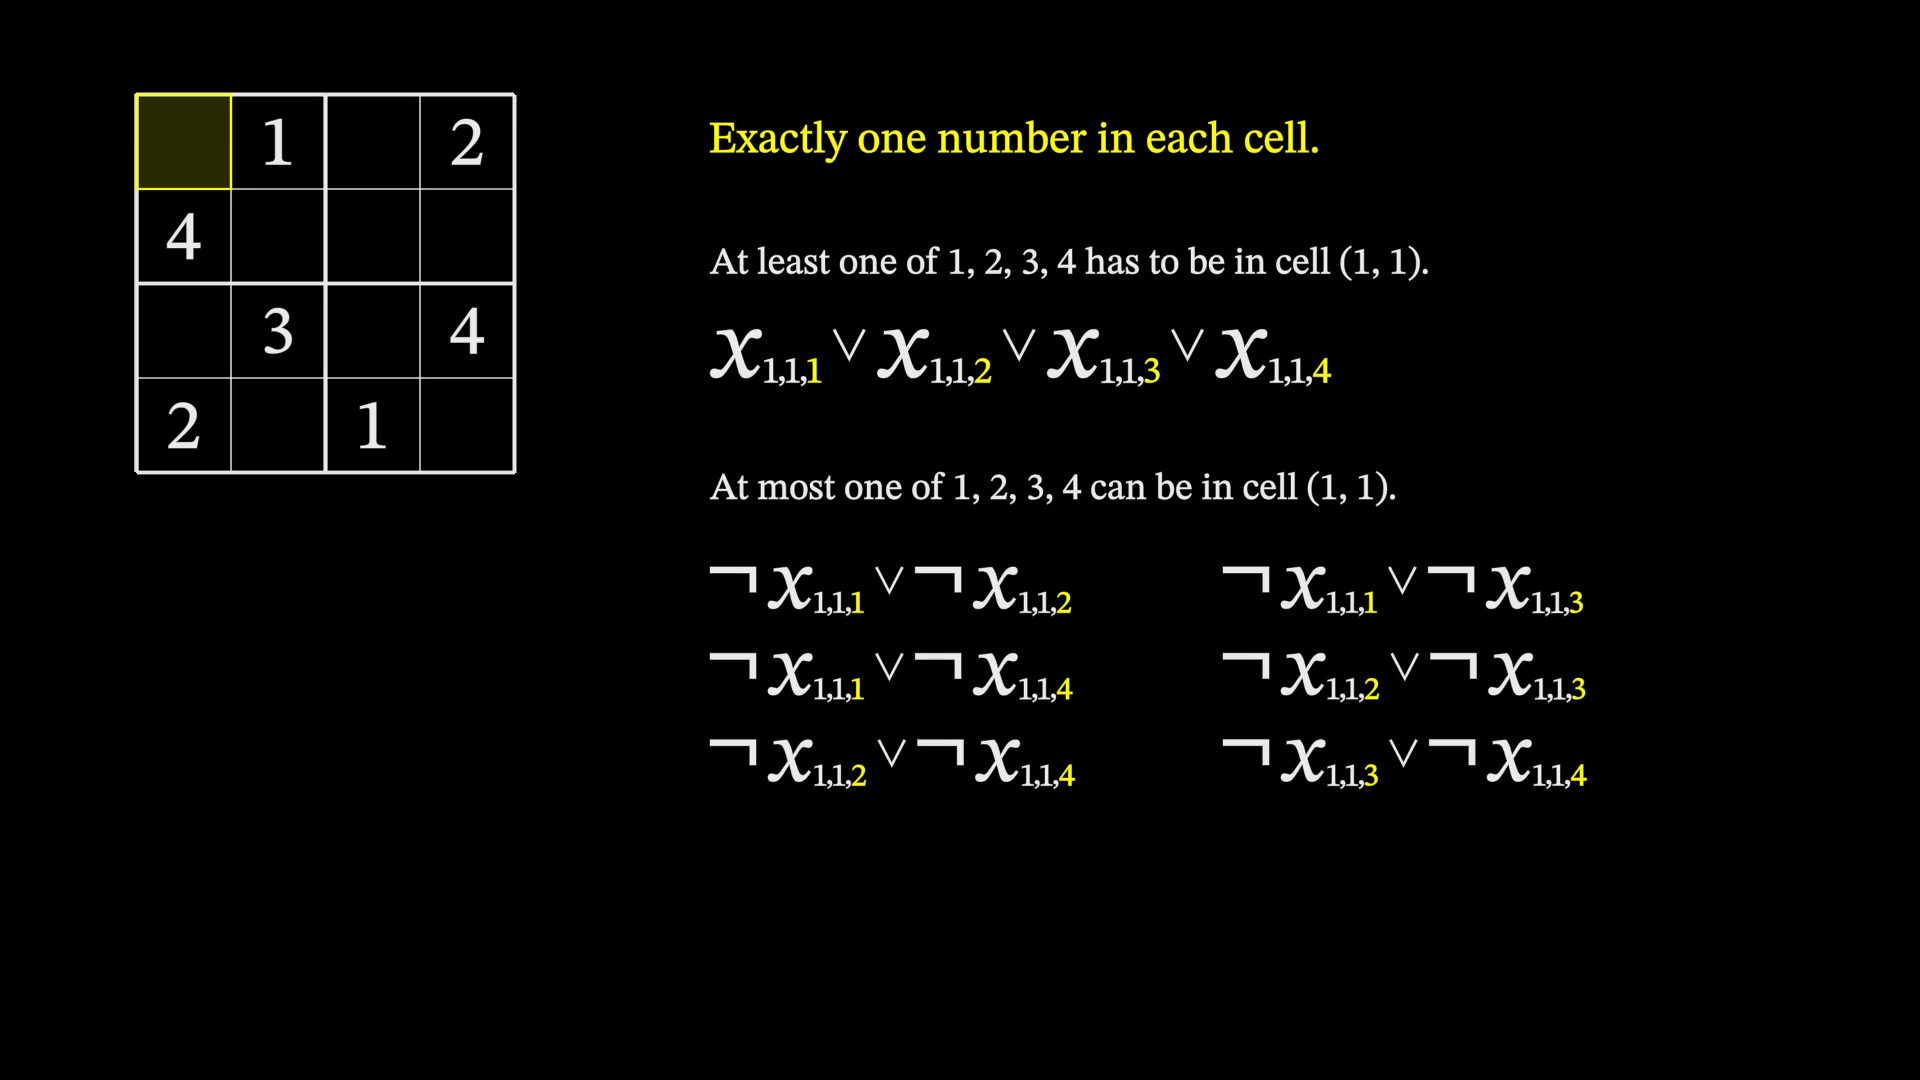 1 2
4
3 4
2 1
Exactly one number in each cell.
At least one of 1, 2, 3, 4 has to be in cell (1, 1).
x1,1,1 ∨ x1,1,2 ∨ x1,1,3 ∨ x1,1,4
At most one of 1, 2, 3, 4 can be in cell (1, 1).
¬x1,1,1 ∨ ¬x1,1,2 ¬x1,1,1 ∨ ¬x1,1,3
¬x1,1,1 ∨ ¬x1,1,4 ¬x1,1,2 ∨ ¬x1,1,3
¬x1,1,2 ∨ ¬x1,1,4 ¬x1,1,3 ∨ ¬x1,1,4